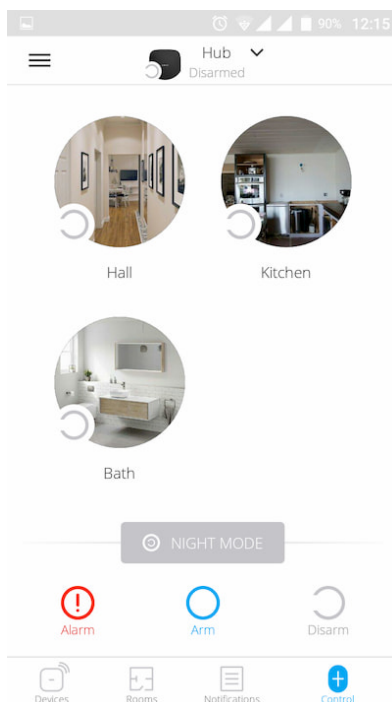 90% 12:15
Hub
Disarmed
Hall
Kitchen
Bath
NIGHT MODE
Alarm
Arm
Disarm
Devices
Rooms
Notifications
Control